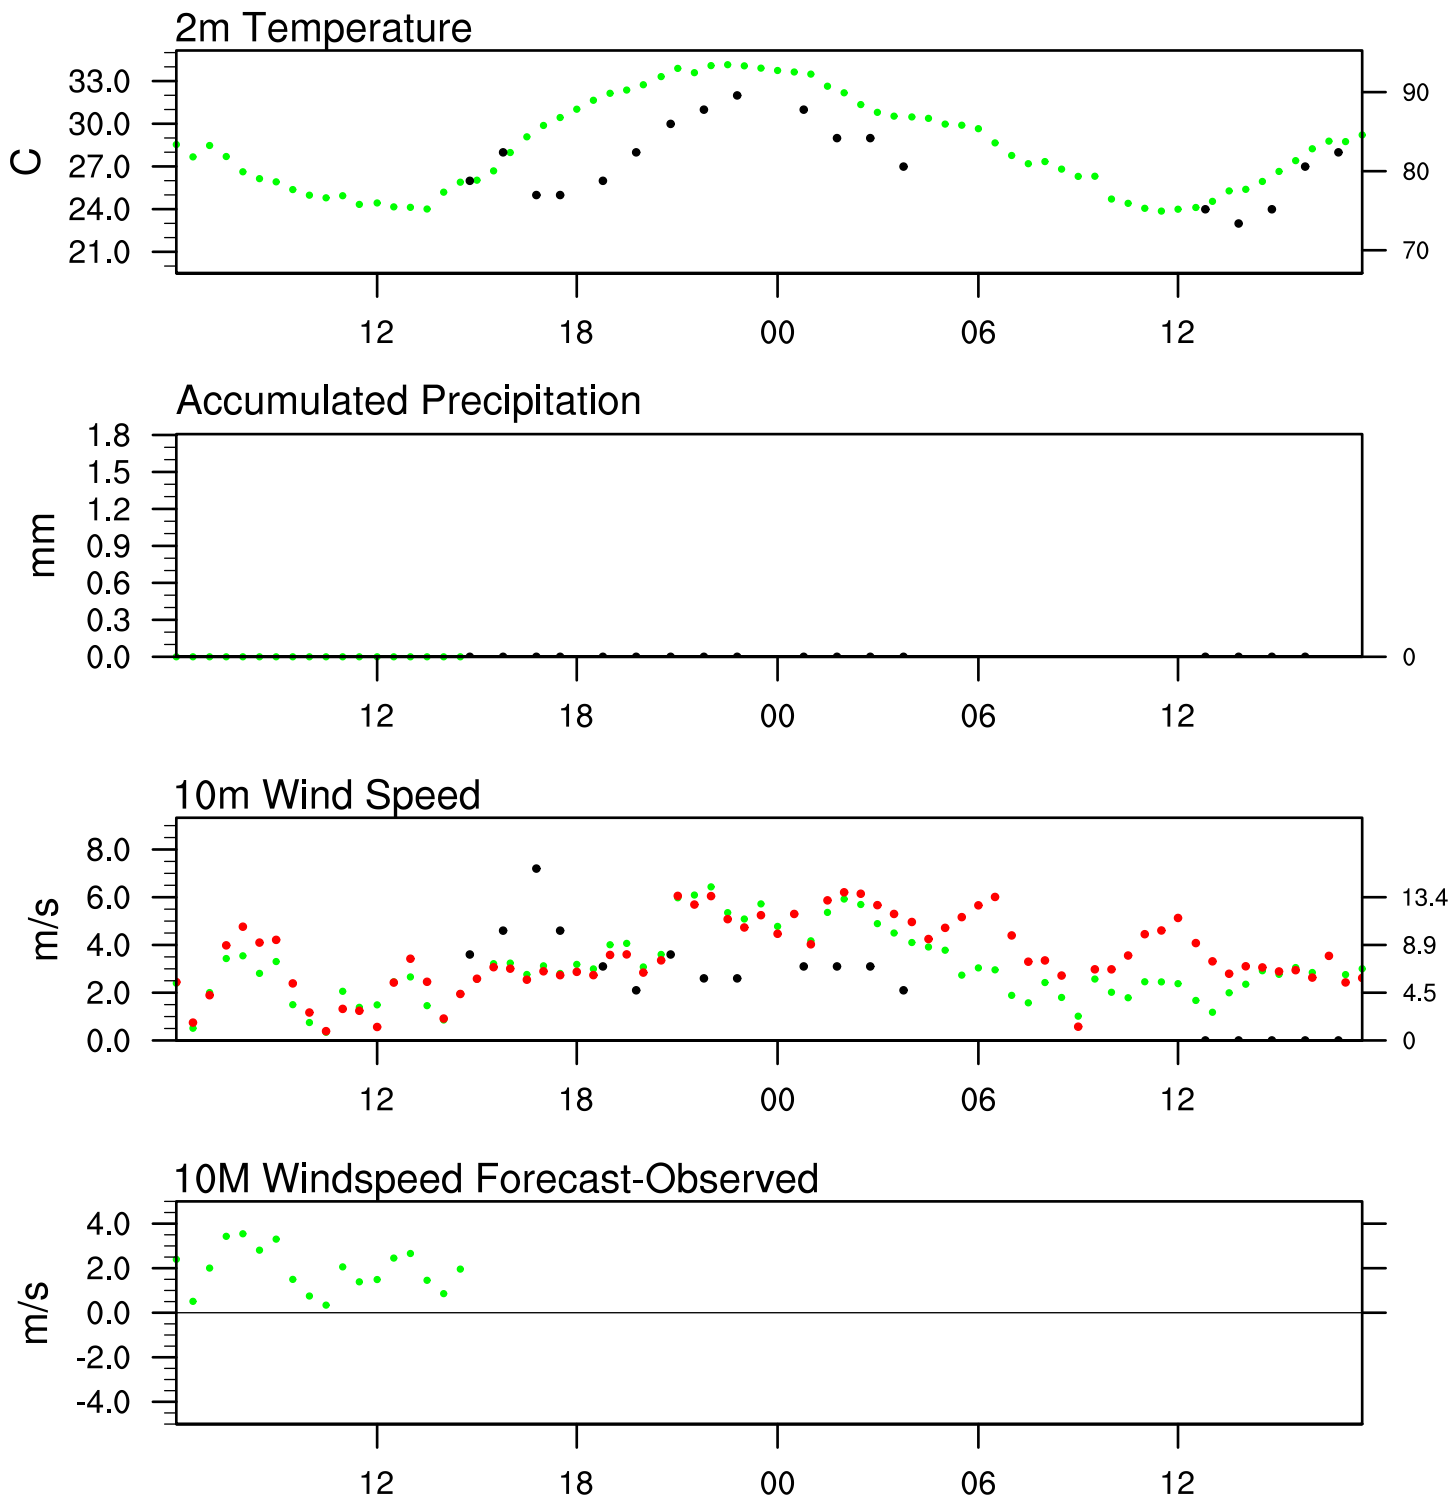 2m Temperature
33.0
30.0
27.0
24.0
21.0
C
90
80
70
12 18 00 06 12
Accumulated Precipitation
1.8
1.5
1.2
0.9
0.6
0.3
0.0
mm
0
12 18 00 06 12
10m Wind Speed
8.0
6.0
4.0
2.0
0.0
m/s
13.4
8.9
4.5
0
12 18 00 06 12
10M Windspeed Forecast-Observed
4.0
2.0
0.0
-2.0
-4.0
m/s
12 18 00 06 12